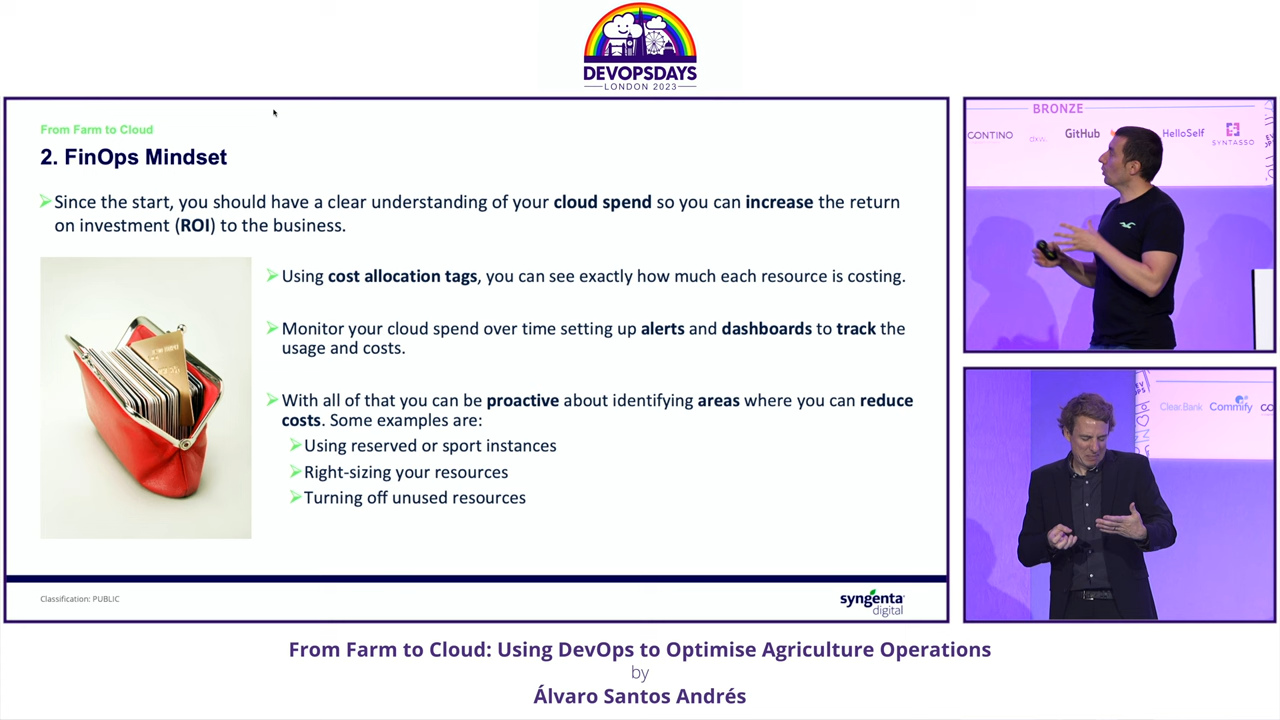 DEVOPSDAYS
LONDON 2023
From Farm to Cloud
2. FinOps Mindset
Since the start, you should have a clear understanding of your cloud spend so you can increase the return
on investment (ROI) to the business.
Using cost allocation tags, you can see exactly how much each resource is costing.
Monitor your cloud spend over time setting up alerts and dashboards to track the
usage and costs.
With all of that you can be proactive about identifying areas where you can reduce
costs. Some examples are:
Using reserved or sport instances
Right-sizing your resources
Turning off unused resources
Classification: PUBLIC
syngenta
digital
BRONZE
CONTINO
GitHub
HelloSelf
SYNTASSO
Clear.Bank
Commify
From Farm to Cloud: Using DevOps to Optimise Agriculture Operations
by
Álvaro Santos Andrés